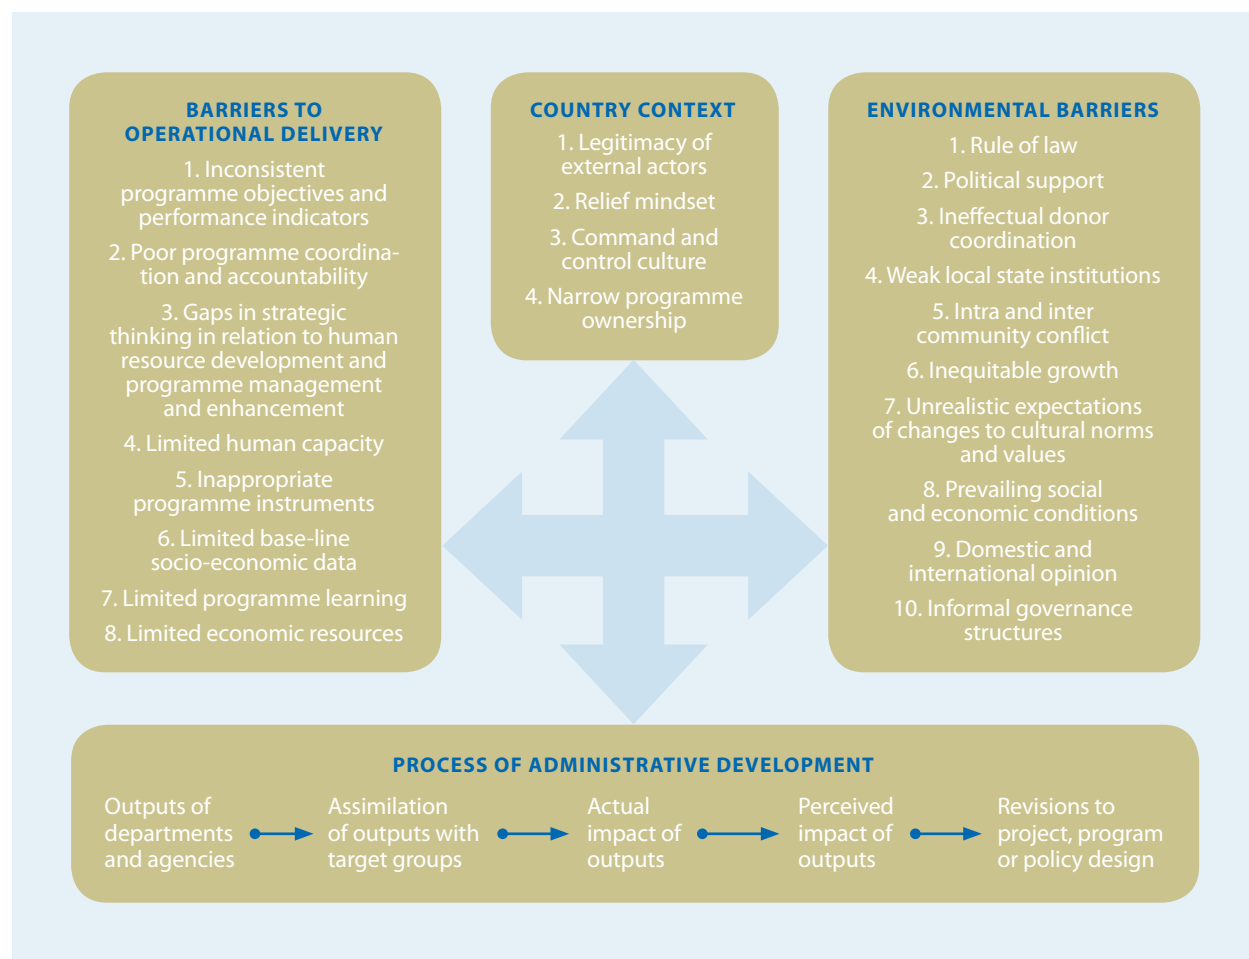 BARRIERS TO
OPERATIONAL DELIVERY
1. Inconsistent
programme objectives and
performance indicators
2. Poor programme coordina-
tion and accountability
3. Gaps in strategic
thinking in relation to human
resource development and
programme management
and enhancement
4. Limited human capacity
5. Inappropriate
programme instruments
6. Limited base-line
socio-economic data
7. Limited programme learning
8. Limited economic resources
COUNTRY CONTEXT
1. Legitimacy of
external actors
2. Relief mindset
3. Command and
control culture
4. Narrow programme
ownership
ENVIRONMENTAL BARRIERS
1. Rule of law
2. Political support
3. Ineffectual donor
coordination
4. Weak local state institutions
5. Intra and inter
community conflict
6. Inequitable growth
7. Unrealistic expectations
of changes to cultural norms
and values
8. Prevailing social
and economic conditions
9. Domestic and
international opinion
10. Informal governance
structures
PROCESS OF ADMINISTRATIVE DEVELOPMENT
Outputs of
departments
and agencies
Assimilation
of outputs with
target groups
Actual
impact of
outputs
Perceived
impact of
outputs
Revisions to
project, program
or policy design